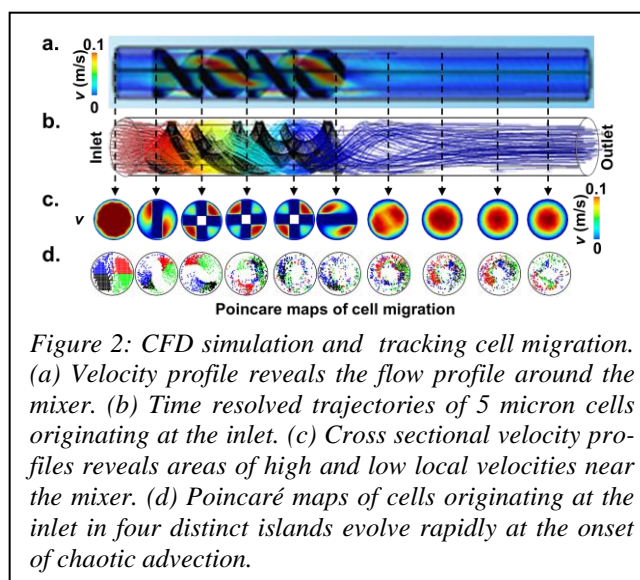 a.
0.1
v (m/s)
0
b.
Inlet
Outlet
c.
v
0.1
v (m/s)
0
d.
Poincare maps of cell migration
Figure 2: CFD simulation and tracking cell migration.
(a) Velocity profile reveals the flow profile around the
mixer. (b) Time resolved trajectories of 5 micron cells
originating at the inlet. (c) Cross sectional velocity pro-
files reveals areas of high and low local velocities near
the mixer. (d) Poincaré maps of cells originating at the
inlet in four distinct islands evolve rapidly at the onset
of chaotic advection.